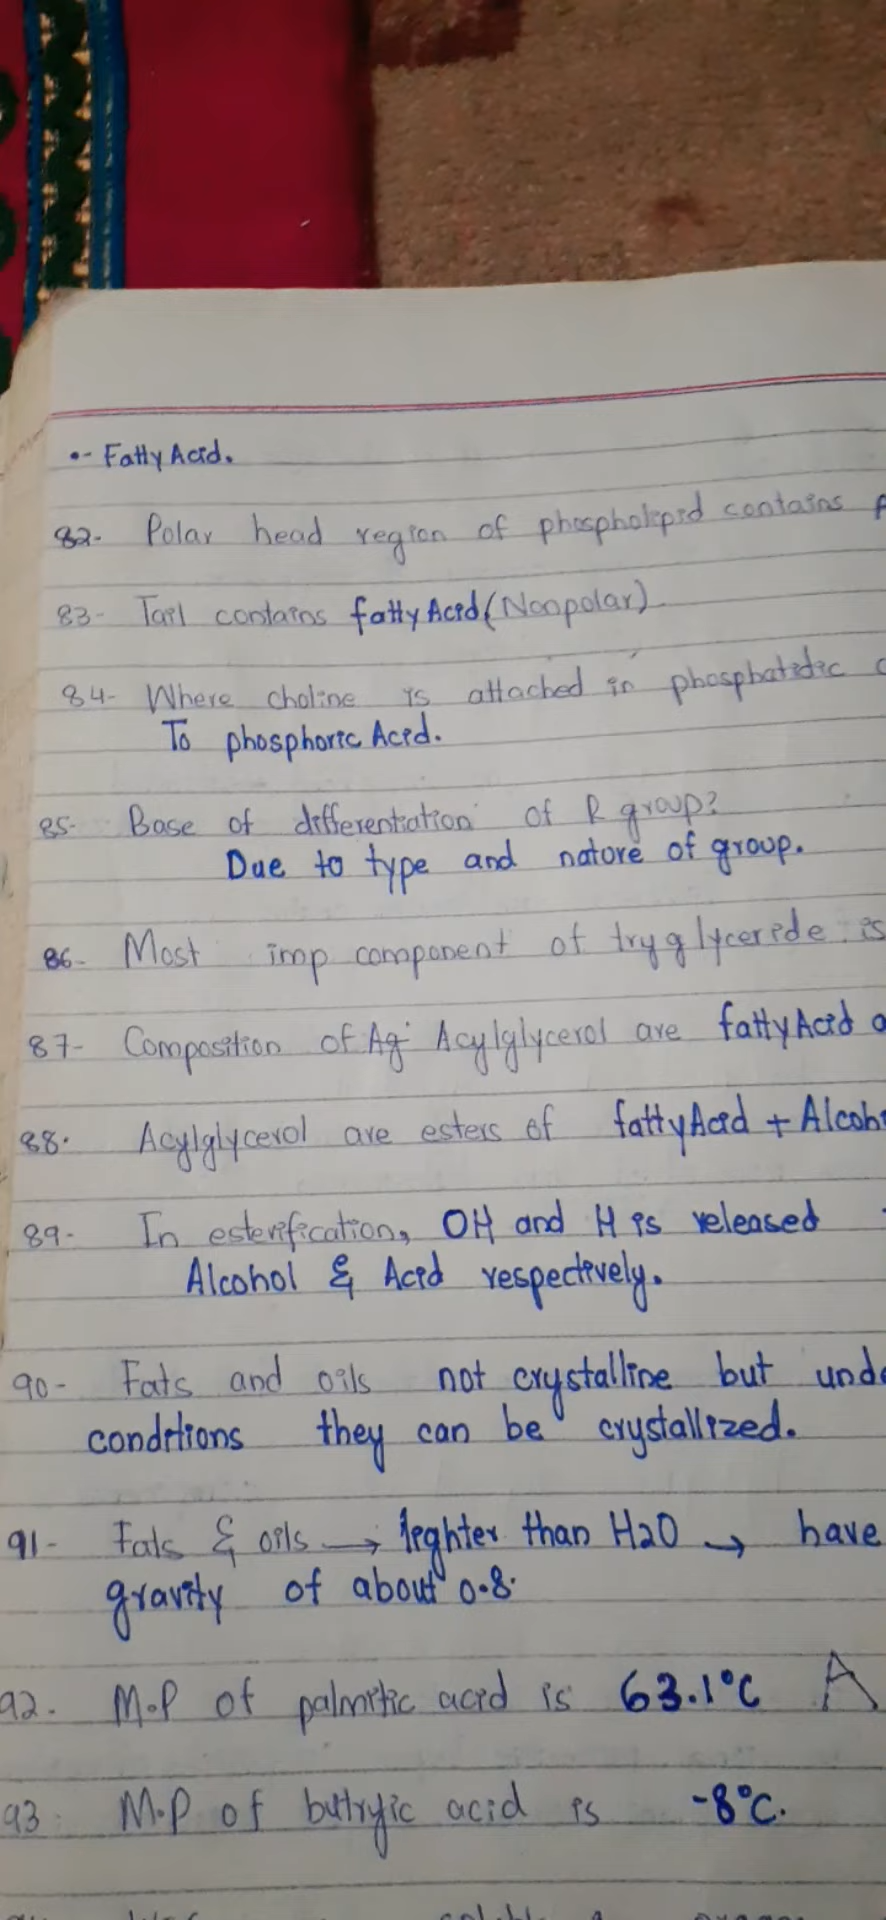 •- Fatty Acid.
82- Polar head region of phospholipid contains
83- Tail contains fatty Acid (Nonpolar)
84- Where choline is attached in phosphatidic
To phosphoric Acid.
85- Base of differentiation of R group?
Due to type and nature of group.
86- Most imp component of tryglyceride is
87- Composition of Ag Acylglycerol are fatty Acid
88. Acylglycerol are esters of fatty Acid + Alcoh
89- In esterification, OH and H is released
Alcohol & Acid respectively.
90- Fats and oils not crystalline but und
conditions they can be crystallized.
91- Fats & oils → lighter than H2O → have
gravity of about 0.8.
92. M.P of palmitic acid is 63.1°C A
93. M.P of butryic acid is -8°C.